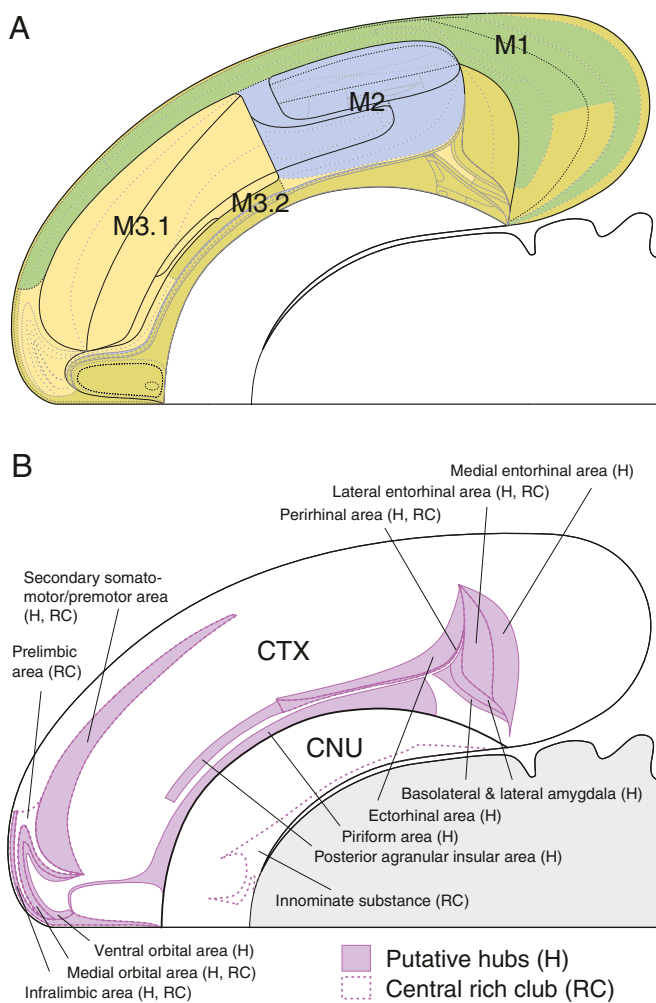 A
M1
M2
M3.1
M3.2
B
Medial entorhinal area (H)
Lateral entorhinal area (H, RC)
Perirhinal area (H, RC)
Secondary somato-
motor/premotor area
(H, RC)
Prelimbic
area (RC)
CTX
CNU
Basolateral & lateral amygdala (H)
Ectorhinal area (H)
Piriform area (H)
Posterior agranular insular area (H)
Innominate substance (RC)
Ventral orbital area (H)
Medial orbital area (H, RC)
Infralimbic area (H, RC)
Putative hubs (H)
Central rich club (RC)